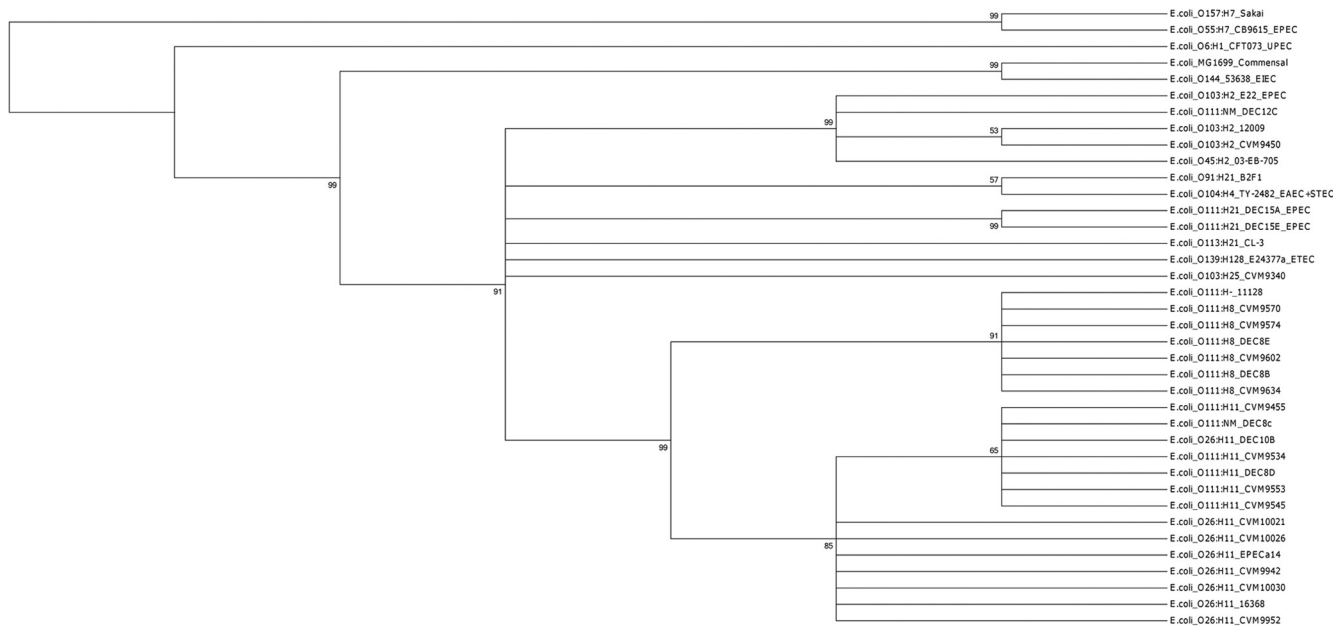 99
E.coli_O157:H7_Sakai
E.coli_O55:H7_CB9615_EPEC
E.coli_O6:H1_CFT073_UPEC
99
E.coli_MG1699_Commensal
E.coli_O144_53638_EIEC
E.coil_O103:H2_E22_EPEC
99
E.coli_O111:NM_DEC12C
53
E.coli_O103:H2_12009
E.coli_O103:H2_CVM9450
E.coli_O45:H2_03-EB-705
99
57
E.coli_O91:H21_B2F1
E.coli_O104:H4_TY-2482_EAEC+STEC
E.coli_O111:H21_DEC15A_EPEC
99
E.coli_O111:H21_DEC15E_EPEC
E.coli_O113:H21_CL-3
E.coli_O139:H128_E24377a_ETEC
E.coli_O103:H25_CVM9340
91
E.coli_O111:H-_11128
E.coli_O111:H8_CVM9570
E.coli_O111:H8_CVM9574
91
E.coli_O111:H8_DEC8E
E.coli_O111:H8_CVM9602
E.coli_O111:H8_DEC8B
E.coli_O111:H8_CVM9634
E.coli_O111:H11_CVM9455
E.coli_O111:NM_DEC8c
E.coli_O26:H11_DEC10B
99
65
E.coli_O111:H11_CVM9534
E.coli_O111:H11_DEC8D
E.coli_O111:H11_CVM9553
E.coli_O111:H11_CVM9545
E.coli_O26:H11_CVM10021
E.coli_O26:H11_CVM10026
85
E.coli_O26:H11_EPECa14
E.coli_O26:H11_CVM9942
E.coli_O26:H11_CVM10030
E.coli_O26:H11_16368
E.coli_O26:H11_CVM9952